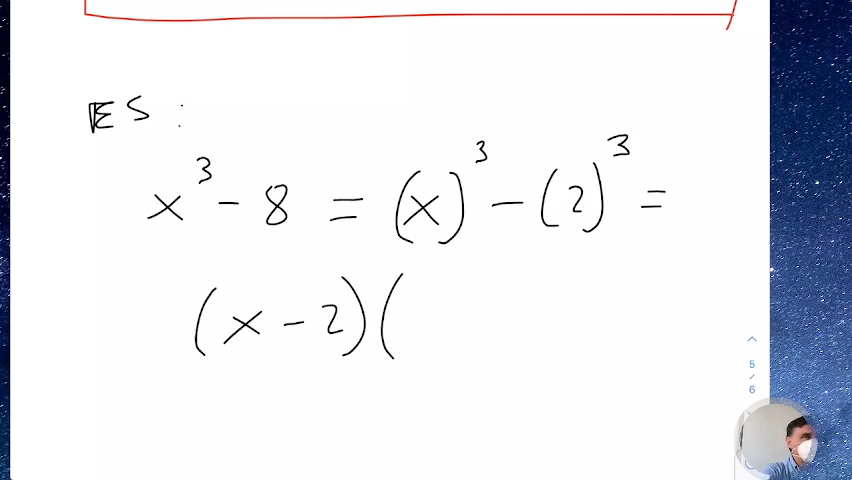 ES:
x³ - 8 = (x)³ - (2)³ =
(x - 2)(
5
/
6